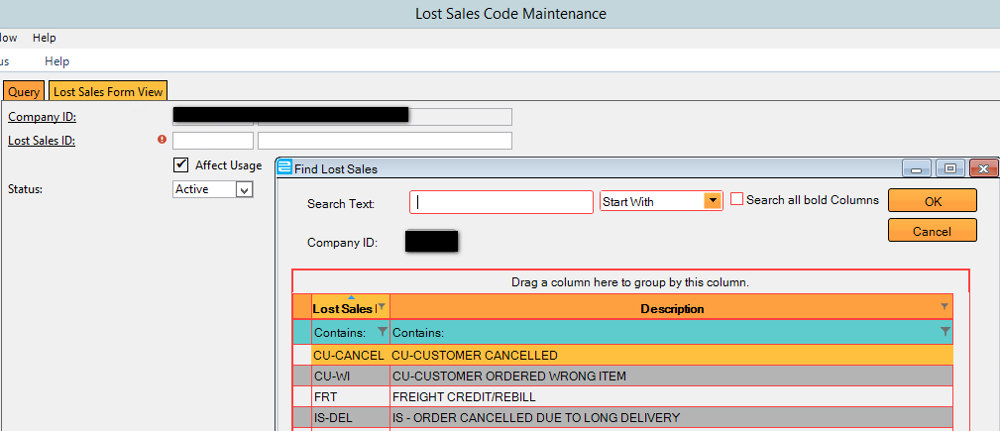 Lost Sales Code Maintenance
Help
Help
Query Lost Sales Form View
Company ID:
Lost Sales ID:
Affect Usage
Status: Active
Find Lost Sales
Search Text: Start With Search all bold Columns OK
Company ID: Cancel
Drag a column here to group by this column.
Lost Sales Description
Contains: Contains:
CU-CANCEL CU-CUSTOMER CANCELLED
CU-WI CU-CUSTOMER ORDERED WRONG ITEM
FRT FREIGHT CREDIT/REBILL
IS-DEL IS - ORDER CANCELLED DUE TO LONG DELIVERY